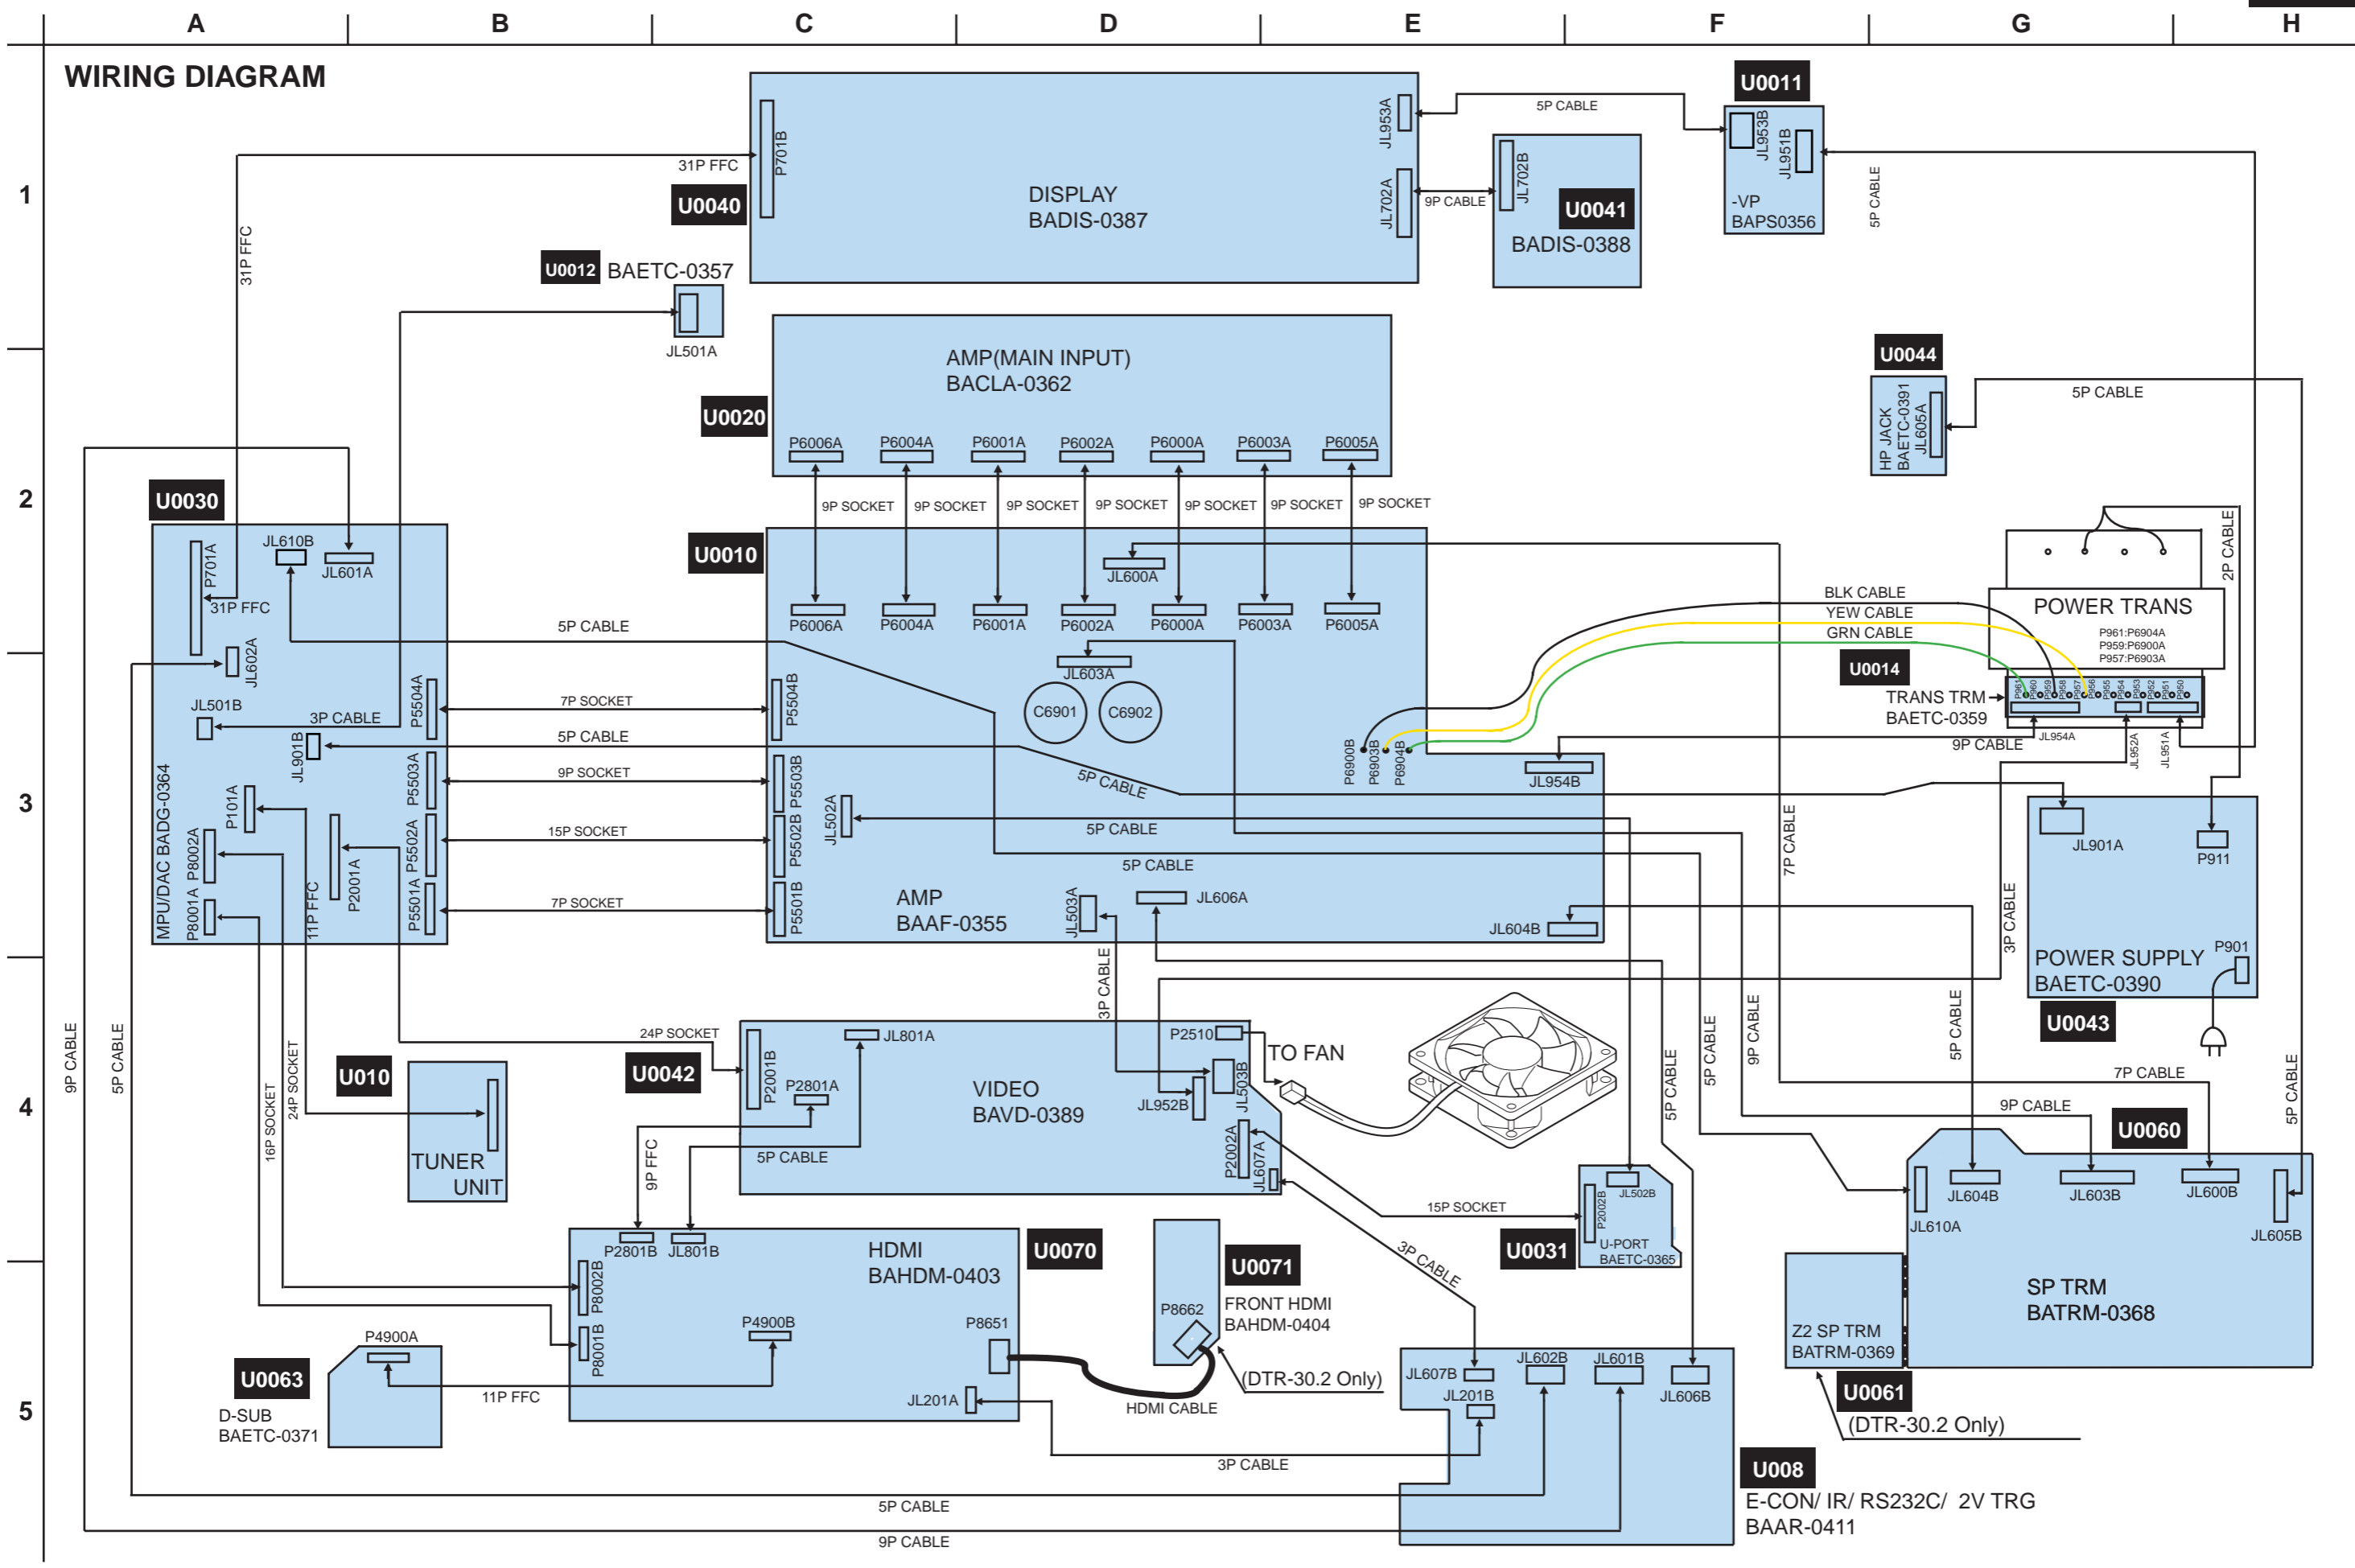 A B C D E F G H
WIRING DIAGRAM
1
2
3
4
5
U0011
JL953B
JL951B
-VP
BAPS0356
5P CABLE
5P CABLE
P701B
31P FFC
U0040
DISPLAY
BADIS-0387
JL953A
JL702A
9P CABLE
JL702B
U0041
BADIS-0388
31P FFC
U0012 BAETC-0357
JL501A
AMP(MAIN INPUT)
BACLA-0362
U0020
P6006A P6004A P6001A P6002A P6000A P6003A P6005A
9P SOCKET 9P SOCKET 9P SOCKET 9P SOCKET 9P SOCKET 9P SOCKET 9P SOCKET
U0044
HP JACK
BAETC-0391
JL605A
5P CABLE
U0030
P701A
JL610B
JL601A
31P FFC
JL602A
JL501B
3P CABLE
JL901B
P5504A
P5503A
P5502A
P5501A
MPU/DAC BADG-0364
P101A
P8002A
P8001A
P2001A
11P FFC
5P CABLE
7P SOCKET
5P CABLE
9P SOCKET
15P SOCKET
7P SOCKET
U0010
JL600A
P6006A P6004A P6001A P6002A P6000A P6003A P6005A
JL603A
C6901
C6902
P5504B
P5503B
P5502B
P5501B
JL502A
5P CABLE
5P CABLE
5P CABLE
P6900B
P6903B
P6904B
JL954B
AMP
BAAF-0355
JL503A
JL606A
JL604B
BLK CABLE
YEW CABLE
GRN CABLE
2P CABLE
POWER TRANS
P961:P6904A
P959:P6900A
P957:P6903A
U0014
TRANS TRM
BAETC-0359
P961
P960
P959
P958
P957
P956
P955
P954
P953
P952
P951
P950
9P CABLE
JL954A
JL952A
JL951A
7P CABLE
3P CABLE
JL901A
P911
P901
POWER SUPPLY
BAETC-0390
U0043
9P CABLE
5P CABLE
16P SOCKET
24P SOCKET
U010
TUNER
UNIT
24P SOCKET
U0042
P2001B
JL801A
P2801A
VIDEO
BAVD-0389
P2510
JL503B
JL952B
P2002A
JL607A
3P CABLE
TO FAN
5P CABLE
9P FFC
5P CABLE
5P CABLE
9P CABLE
5P CABLE
7P CABLE
9P CABLE
5P CABLE
U0060
JL604B
JL603B
JL600B
JL610A
JL605B
SP TRM
BATRM-0368
15P SOCKET
3P CABLE
U0031
JL502B
P2002B
U-PORT
BAETC-0365
P2801B
JL801B
HDMI
BAHDM-0403
U0070
P8002B
P8001B
P4900B
P8651
JL201A
U0071
FRONT HDMI
BAHDM-0404
P8662
(DTR-30.2 Only)
HDMI CABLE
Z2 SP TRM
BATRM-0369
U0061
(DTR-30.2 Only)
P4900A
U0063
D-SUB
BAETC-0371
11P FFC
JL607B
JL602B
JL601B
JL201B
JL606B
3P CABLE
U008
E-CON/ IR/ RS232C/ 2V TRG
BAAR-0411
5P CABLE
9P CABLE